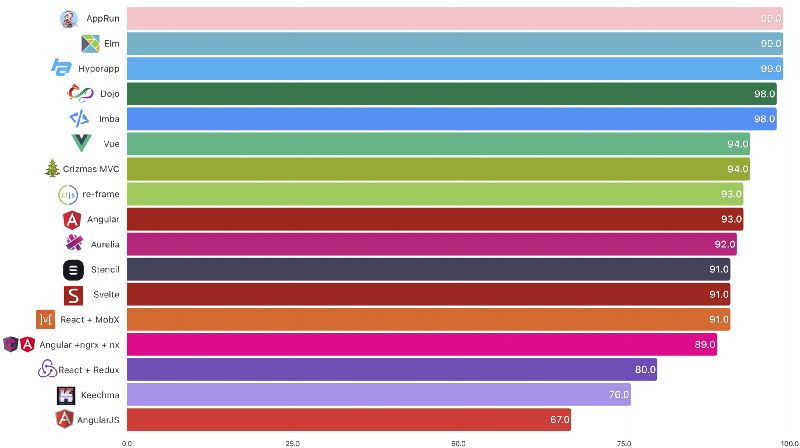 AppRun 99.0
Elm 99.0
Hyperapp 99.0
Dojo 98.0
Imba 98.0
Vue 94.0
Crizmas MVC 94.0
cljs re-frame 93.0
Angular 93.0
Aurelia 92.0
Stencil 91.0
Svelte 91.0
React + MobX 91.0
Angular +ngrx + nx 89.0
React + Redux 80.0
Keechma 76.0
AngularJS 67.0
0.0 25.0 50.0 75.0 100.0